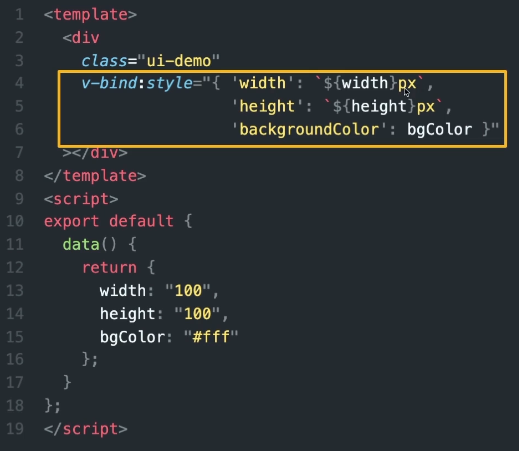 1 <template>
2   <div
3     class="ui-demo"
4     v-bind:style="{ 'width': `${width}px`,
5                     'height': `${height}px`,
6                     'backgroundColor': bgColor }"
7   ></div>
8 </template>
9 <script>
10 export default {
11   data() {
12     return {
13       width: "100",
14       height: "100",
15       bgColor: "#fff"
16     };
17   }
18 };
19 </script>